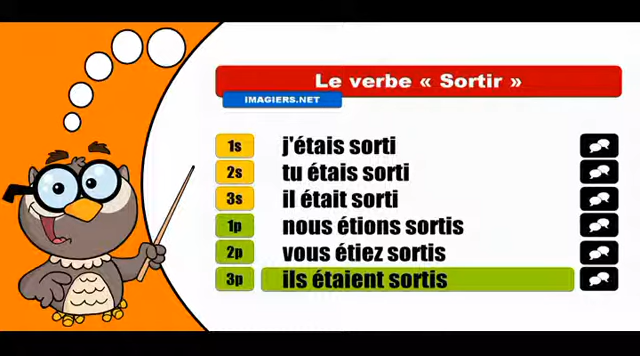 Le verbe « Sortir »
IMAGIERS.NET
1s j'étais sorti
2s tu étais sorti
3s il était sorti
1p nous étions sortis
2p vous étiez sortis
3p ils étaient sortis